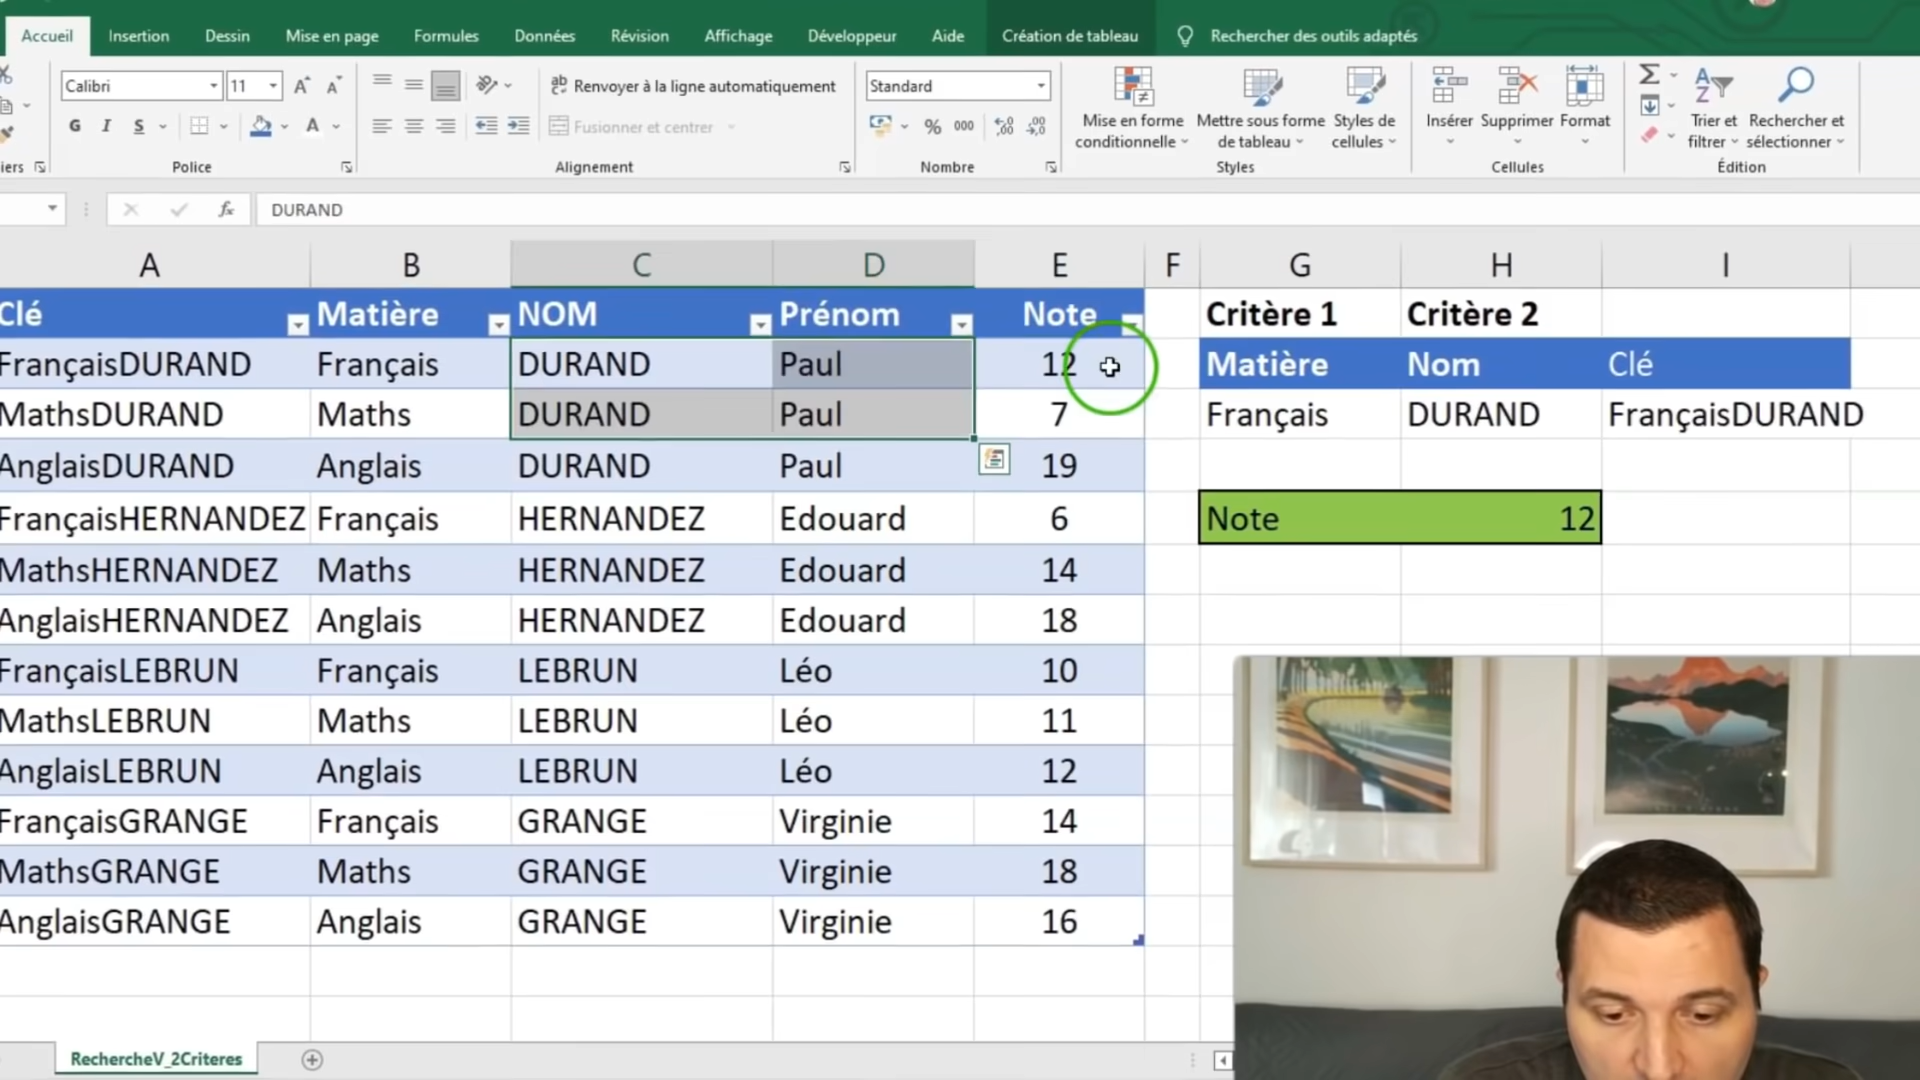 Accueil Insertion Dessin Mise en page Formules Données Révision Affichage Développeur Aide Création de tableau Rechercher des outils adaptés
Calibri 11 Renvoyer à la ligne automatiquement Standard
G I S A Fusionner et centrer % 000
Mise en forme conditionnelle Mettre sous forme de tableau Styles de cellules Insérer Supprimer Format Trier et filtrer Rechercher et sélectionner
iers Police Alignement Nombre Styles Cellules Édition
fx DURAND
A B C D E F G H I
Clé Matière NOM Prénom Note Critère 1 Critère 2
FrançaisDURAND Français DURAND Paul 12 Matière Nom Clé
MathsDURAND Maths DURAND Paul 7 Français DURAND FrançaisDURAND
AnglaisDURAND Anglais DURAND Paul 19
FrançaisHERNANDEZ Français HERNANDEZ Edouard 6 Note 12
MathsHERNANDEZ Maths HERNANDEZ Edouard 14
AnglaisHERNANDEZ Anglais HERNANDEZ Edouard 18
FrançaisLEBRUN Français LEBRUN Léo 10
MathsLEBRUN Maths LEBRUN Léo 11
AnglaisLEBRUN Anglais LEBRUN Léo 12
FrançaisGRANGE Français GRANGE Virginie 14
MathsGRANGE Maths GRANGE Virginie 18
AnglaisGRANGE Anglais GRANGE Virginie 16
RechercheV_2Criteres